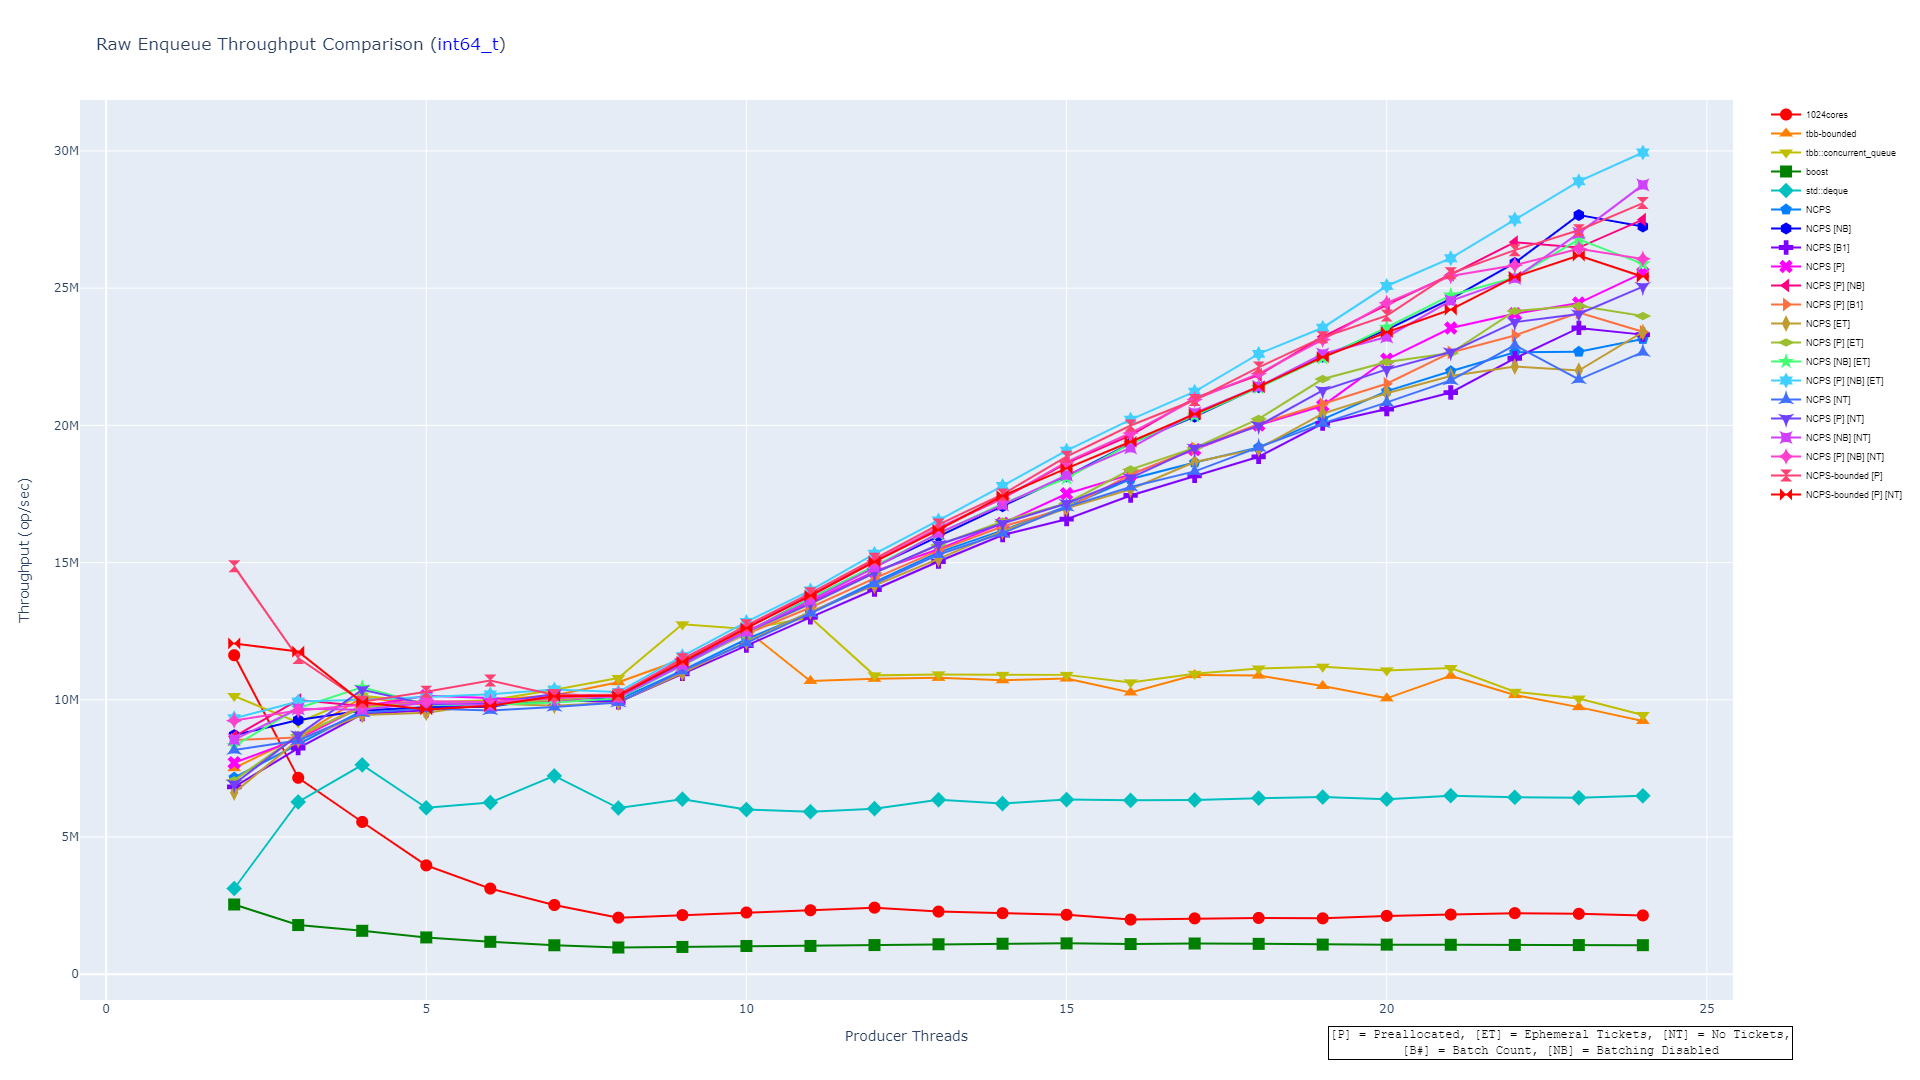 Raw Enqueue Throughput Comparison (int64_t)
30M
25M
20M
15M
10M
5M
0
Throughput (op/sec)
0 5 10 15 20 25
Producer Threads
1024cores
tbb-bounded
tbb::concurrent_queue
boost
std::deque
NCPS
NCPS [NB]
NCPS [B1]
NCPS [P]
NCPS [P] [NB]
NCPS [P] [B1]
NCPS [ET]
NCPS [P] [ET]
NCPS [NB] [ET]
NCPS [P] [NB] [ET]
NCPS [NT]
NCPS [P] [NT]
NCPS [NB] [NT]
NCPS [P] [NB] [NT]
NCPS-bounded [P]
NCPS-bounded [P] [NT]
[P] = Preallocated, [ET] = Ephemeral Tickets, [NT] = No Tickets,
[B#] = Batch Count, [NB] = Batching Disabled